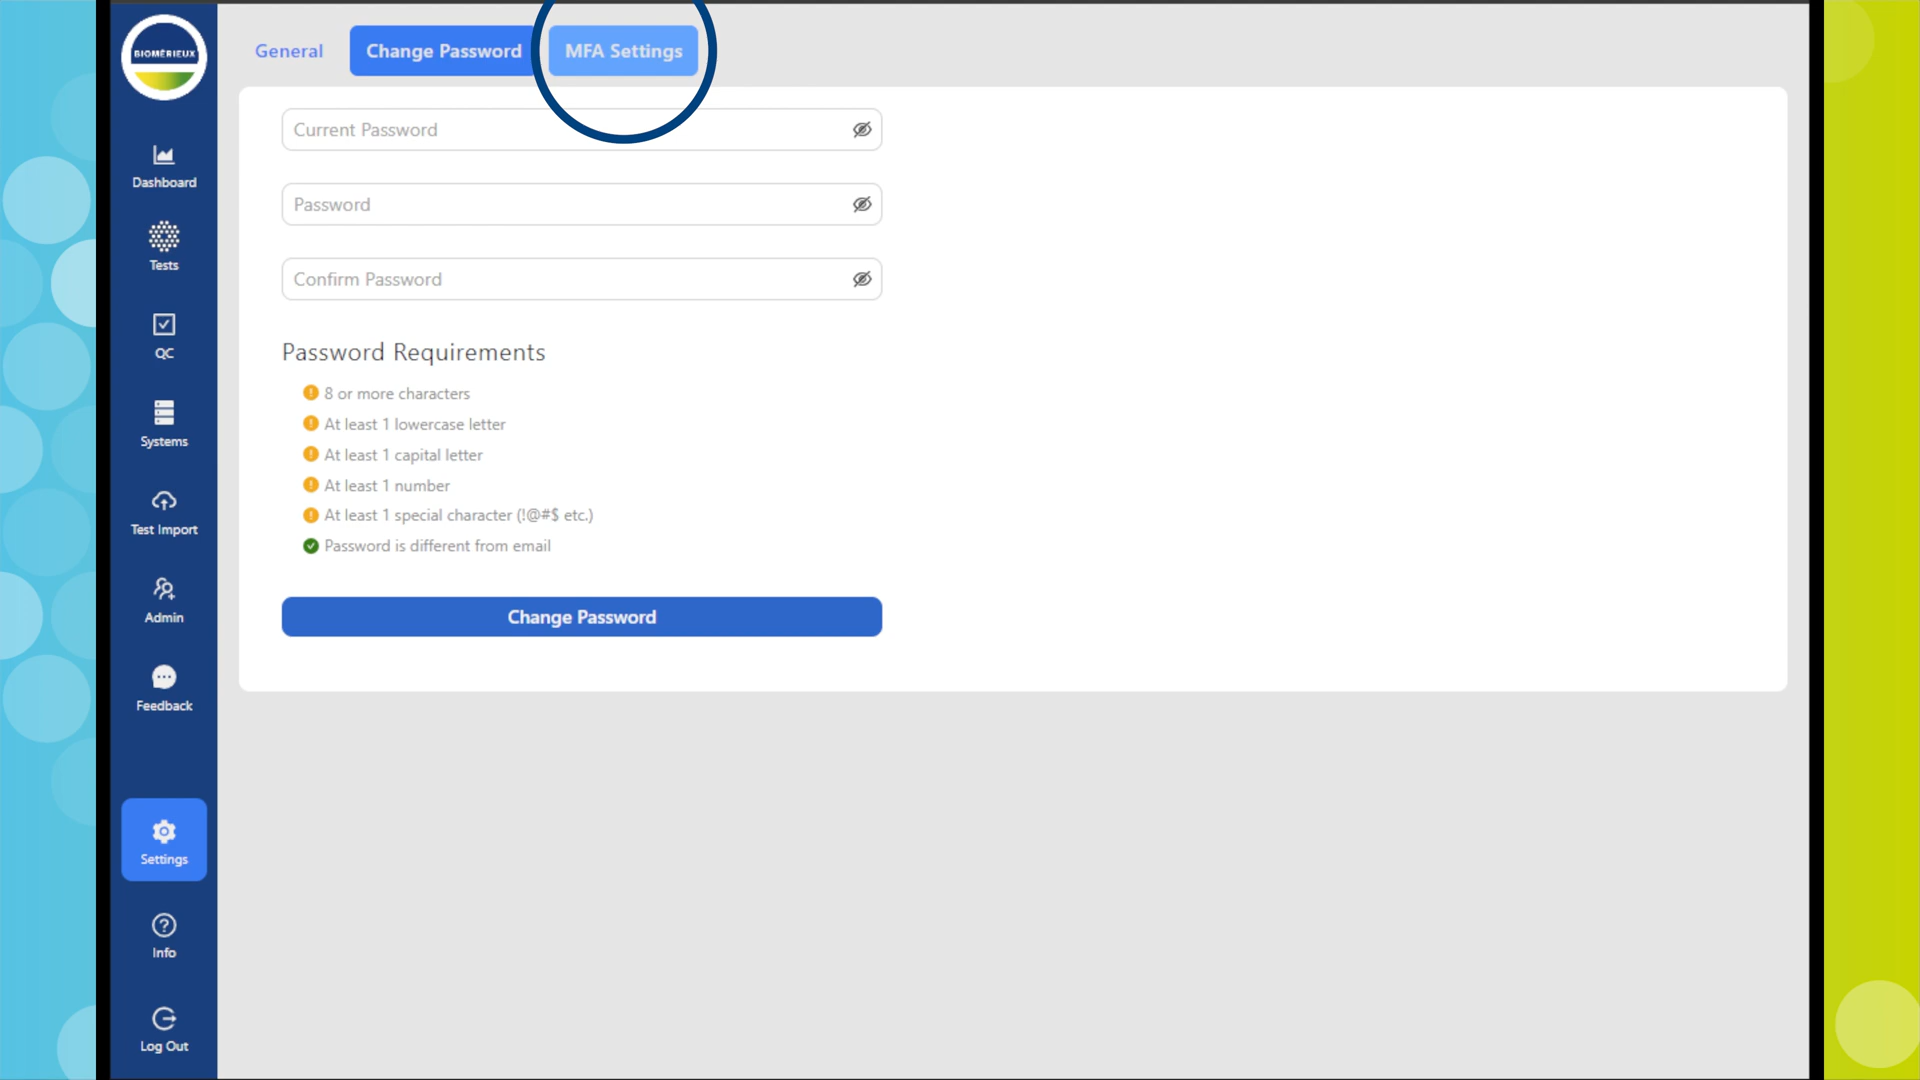 BIOMÉRIEUX
General
Change Password
MFA Settings
Dashboard
Tests
QC
Systems
Test Import
Admin
Feedback
Settings
Info
Log Out
Current Password
Password
Confirm Password
Password Requirements
8 or more characters
At least 1 lowercase letter
At least 1 capital letter
At least 1 number
At least 1 special character (!@#$ etc.)
Password is different from email
Change Password